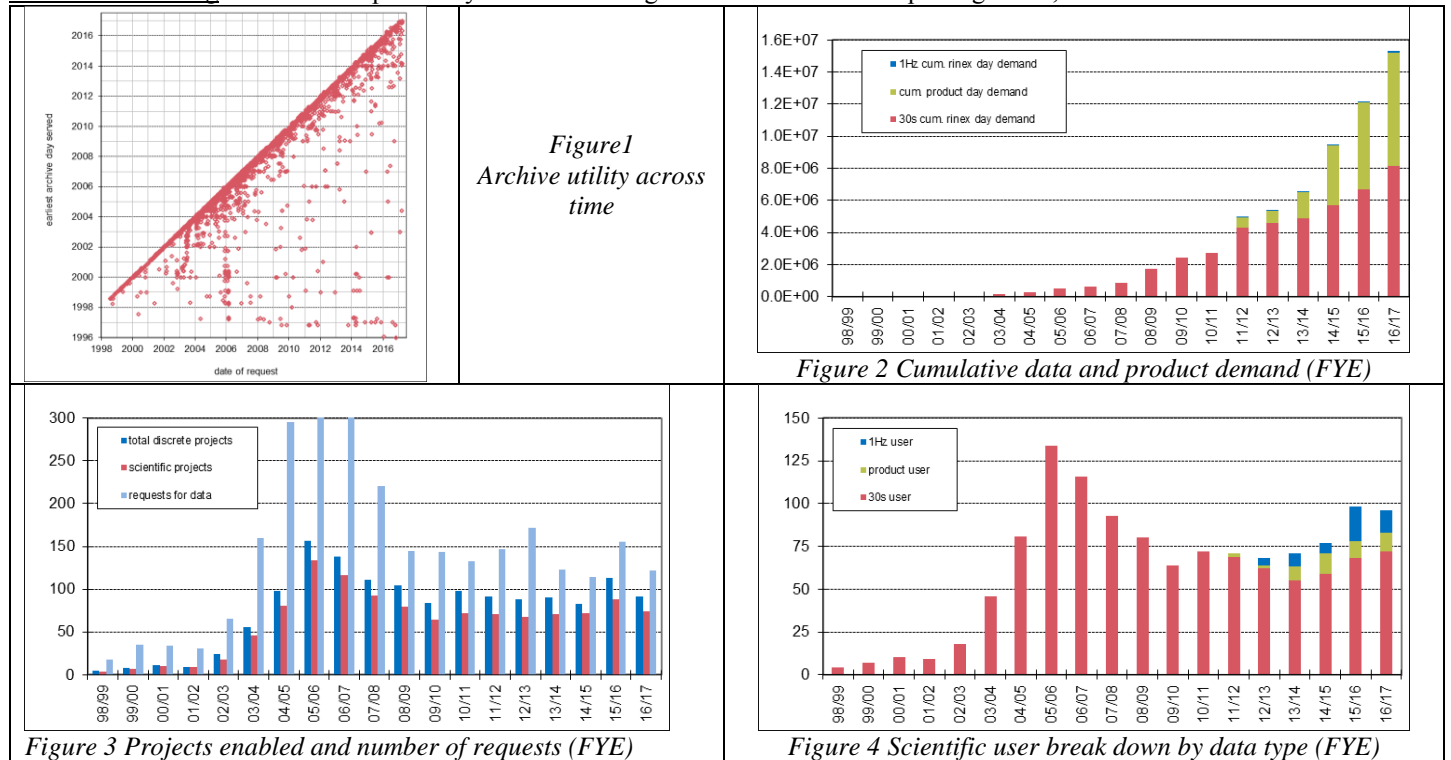 2016
2014
2012
2010
2008
2006
2004
2002
2000
1998
1996
earliest archive day served
1998 2000 2002 2004 2006 2008 2010 2012 2014 2016
date of request
Figure1
Archive utility across
time
1.6E+07
1.4E+07
1.2E+07
1.0E+07
8.0E+06
6.0E+06
4.0E+06
2.0E+06
0.0E+00
1Hz cum. rinex day demand
cum. product day demand
30s cum. rinex day demand
98/99 99/00 00/01 01/02 02/03 03/04 04/05 05/06 06/07 07/08 08/09 09/10 10/11 11/12 12/13 13/14 14/15 15/16 16/17
Figure 2 Cumulative data and product demand (FYE)
300
250
200
150
100
50
0
total discrete projects
scientific projects
requests for data
98/99 99/00 00/01 01/02 02/03 03/04 04/05 05/06 06/07 07/08 08/09 09/10 10/11 11/12 12/13 13/14 14/15 15/16 16/17
Figure 3 Projects enabled and number of requests (FYE)
150
125
100
75
50
25
0
1Hz user
product user
30s user
98/99 99/00 00/01 01/02 02/03 03/04 04/05 05/06 06/07 07/08 08/09 09/10 10/11 11/12 12/13 13/14 14/15 15/16 16/17
Figure 4 Scientific user break down by data type (FYE)